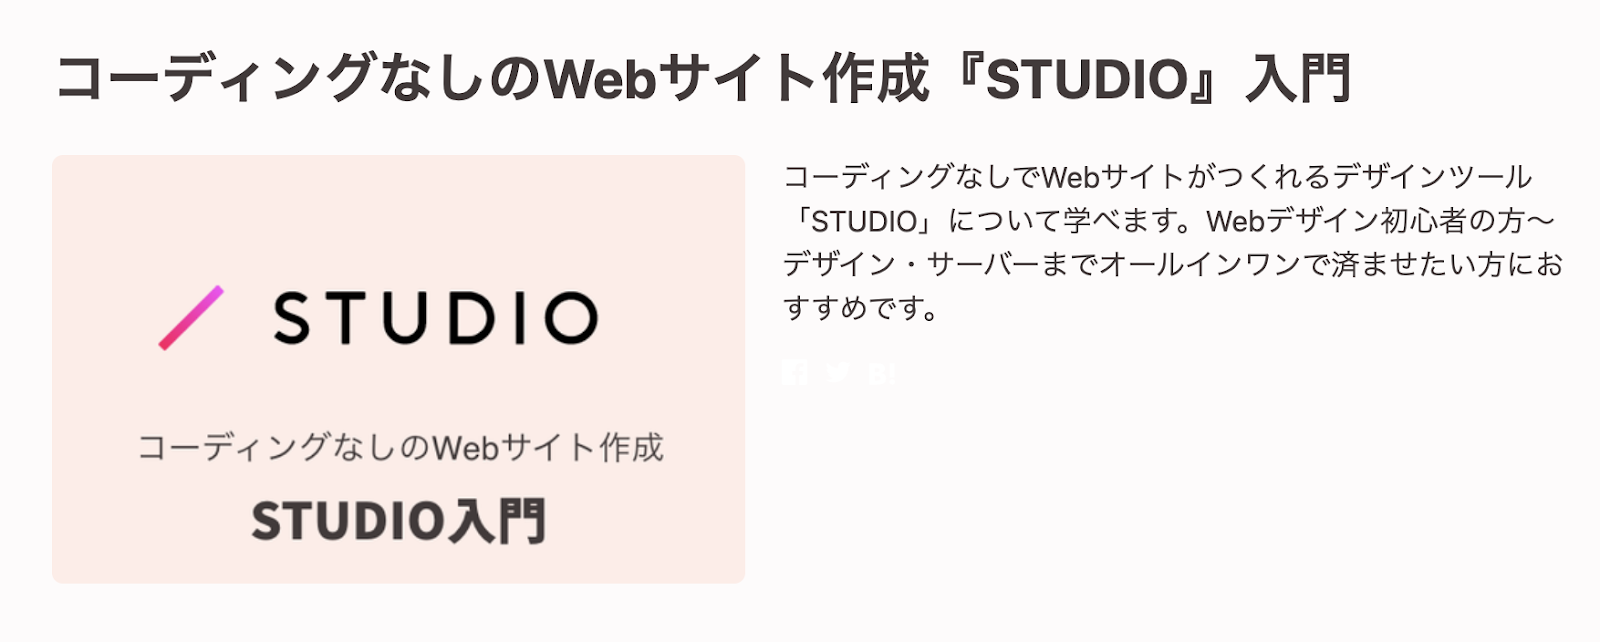 コーディングなしのWebサイト作成『STUDIO』入門
STUDIO
コーディングなしのWebサイト作成
STUDIO入門
コーディングなしでWebサイトがつくれるデザインツール
「STUDIO」について学べます。Webデザイン初心者の方〜
デザイン・サーバーまでオールインワンで済ませたい方にお
すすめです。
B!